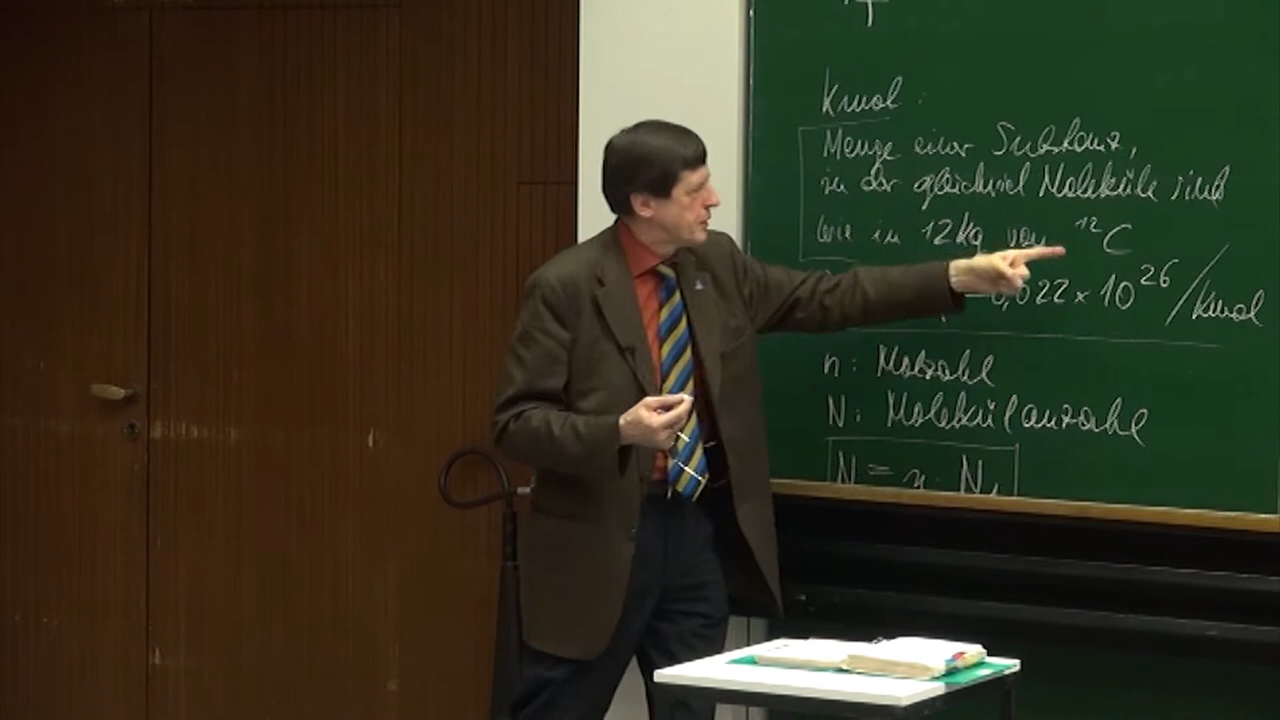 Kmol:
Menge einer Substanz,
in der gleichviel Moleküle sind
wie in 12kg von ¹²C
6,022 × 10²⁶ / Kmol
n: Molzahl
N: Molekülanzahl
N = n. N